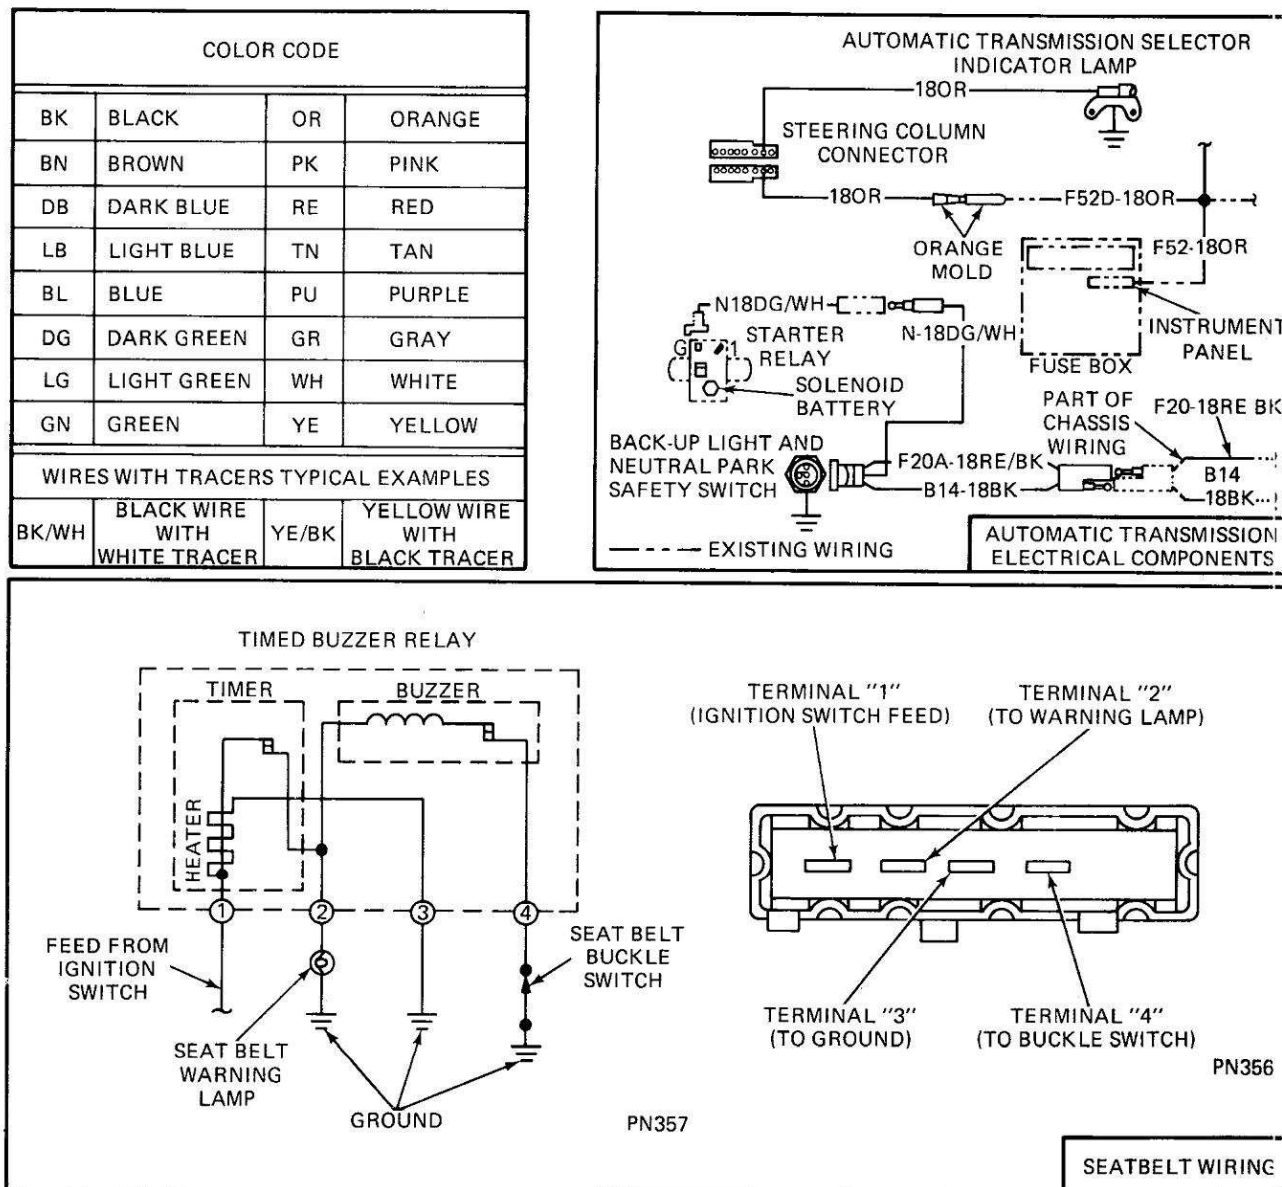 COLOR CODE
BK BLACK OR ORANGE
BN BROWN PK PINK
DB DARK BLUE RE RED
LB LIGHT BLUE TN TAN
BL BLUE PU PURPLE
DG DARK GREEN GR GRAY
LG LIGHT GREEN WH WHITE
GN GREEN YE YELLOW
WIRES WITH TRACERS TYPICAL EXAMPLES
BK/WH
BLACK WIRE
WITH
WHITE TRACER
YE/BK
YELLOW WIRE
WITH
BLACK TRACER
AUTOMATIC TRANSMISSION SELECTOR
INDICATOR LAMP
18OR
STEERING COLUMN
CONNECTOR
18OR
F52D-18OR
ORANGE
MOLD
F52-18OR
N18DG/WH
N-18DG/WH
INSTRUMENT
PANEL
G
1
STARTER
RELAY
FUSE BOX
SOLENOID
BATTERY
PART OF
CHASSIS
WIRING
F20-18RE BK
BACK-UP LIGHT AND
NEUTRAL PARK
SAFETY SWITCH
F20A-18RE/BK
B14-18BK
B14
18BK
EXISTING WIRING
AUTOMATIC TRANSMISSION
ELECTRICAL COMPONENTS
TIMED BUZZER RELAY
TIMER
BUZZER
HEATER
1 2 3 4
FEED FROM
IGNITION
SWITCH
SEAT BELT
BUCKLE
SWITCH
SEAT BELT
WARNING
LAMP
GROUND
PN357
TERMINAL "1"
(IGNITION SWITCH FEED)
TERMINAL "2"
(TO WARNING LAMP)
TERMINAL "3"
(TO GROUND)
TERMINAL "4"
(TO BUCKLE SWITCH)
PN356
SEATBELT WIRING